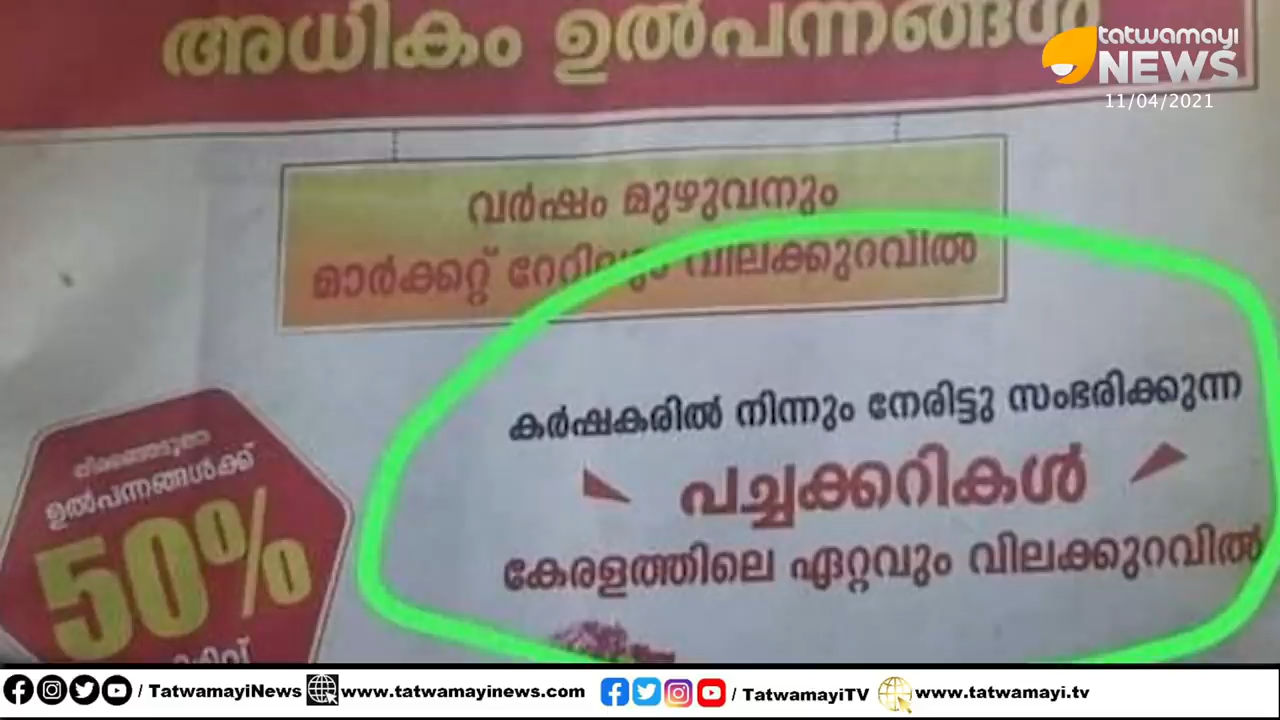 അധികം ഉൽപന്നങ്ങൾ
tatwamayi
NEWS
11/04/2021
വർഷം മുഴുവനും
മാർക്കറ്റ് റേറ്റിലും വിലക്കുറവിൽ
കർഷകരിൽ നിന്നും നേരിട്ടു സംഭരിക്കുന്ന
പച്ചക്കറികൾ
കേരളത്തിലെ ഏറ്റവും വിലക്കുറവിൽ
ഉൽപന്നങ്ങൾക്ക്
50%
/ TatwamayiNews www.tatwamayinews.com / TatwamayiTV www.tatwamayi.tv